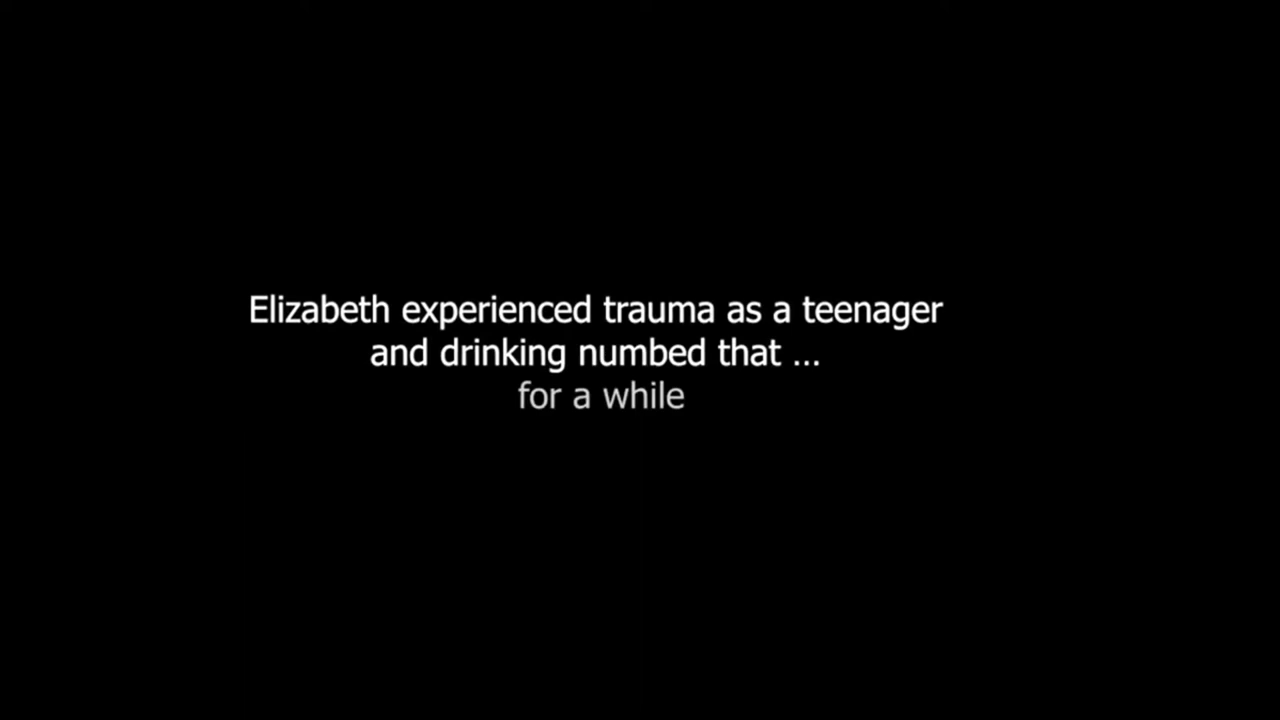 Elizabeth experienced trauma as a teenager
and drinking numbed that ...
for a while